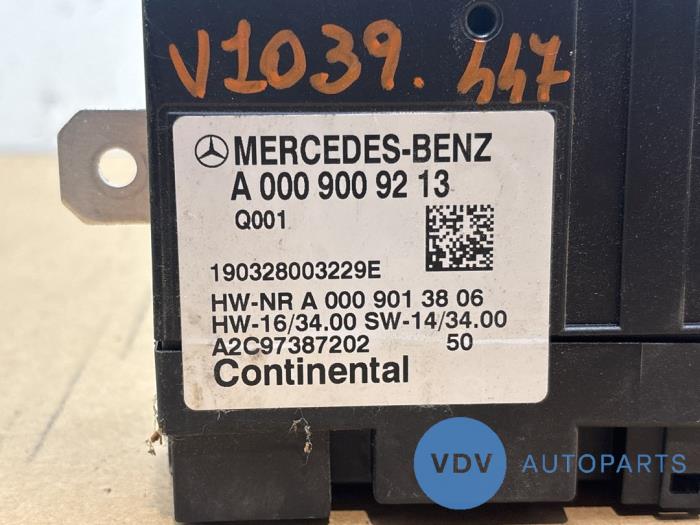 V1039. 447
MERCEDES-BENZ
A 000 900 92 13
Q001
190328003229E
HW-NR A 000 901 38 06
HW-16/34.00 SW-14/34.00
A2C97387202 50
Continental
VDV AUTOPARTS